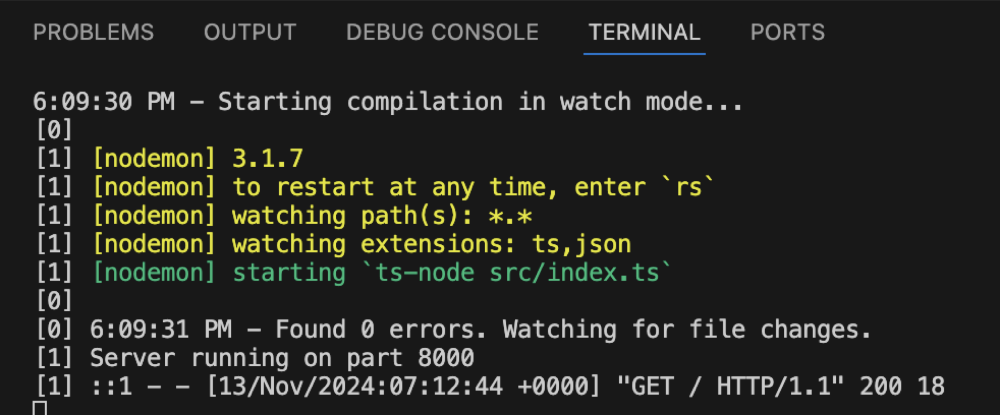 PROBLEMS OUTPUT DEBUG CONSOLE TERMINAL PORTS
6:09:30 PM – Starting compilation in watch mode...
[0]
[1] [nodemon] 3.1.7
[1] [nodemon] to restart at any time, enter `rs`
[1] [nodemon] watching path(s): *.*
[1] [nodemon] watching extensions: ts,json
[1] [nodemon] starting `ts-node src/index.ts`
[0]
[0] 6:09:31 PM – Found 0 errors. Watching for file changes.
[1] Server running on part 8000
[1] ::1 - - [13/Nov/2024:07:12:44 +0000] "GET / HTTP/1.1" 200 18